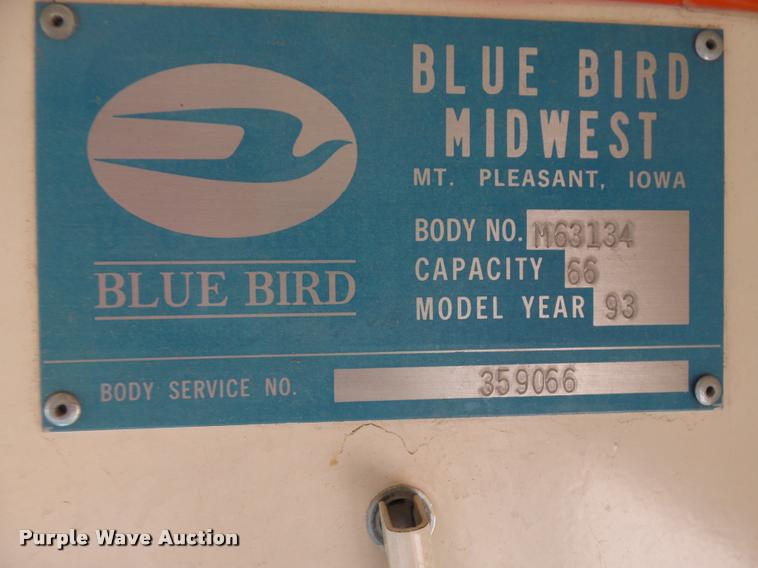 BLUE BIRD
MIDWEST
MT. PLEASANT, IOWA
BODY NO. M63134
CAPACITY 66
MODEL YEAR 93
BLUE BIRD
BODY SERVICE NO. 359066
Purple Wave Auction®